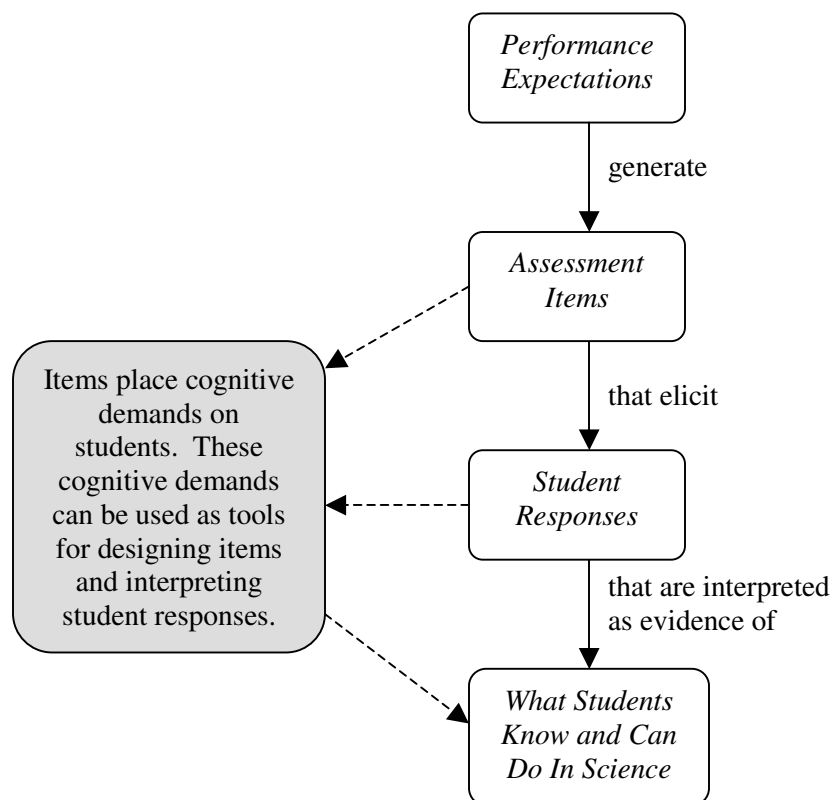 Performance
Expectations
generate
Assessment
Items
that elicit
Items place cognitive
demands on
students.  These
cognitive demands
can be used as tools
for designing items
and interpreting
student responses.
Student
Responses
that are interpreted
as evidence of
What Students
Know and Can
Do In Science